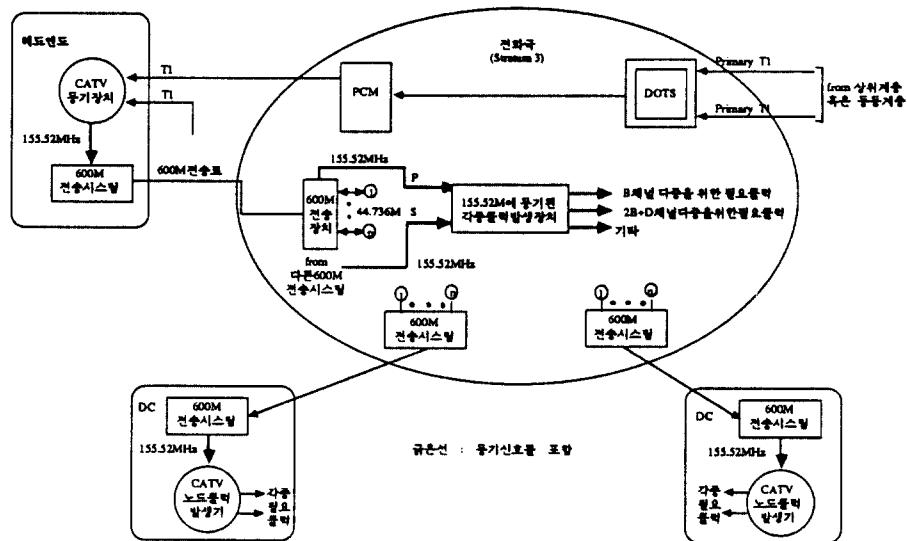 헤드엔드
CATV
동기장치
155.52MHz
600M
전송시스팀
T1
T1
600M전송로
전화국
(Stratum 3)
PCM
DOTS
Primary T1
Primary T1
from 상위계층
혹은 동등계층
155.52MHz
P
600M
전송
장치
1
44.736M
n
S
155.52M에 동기된
각종클럭발생장치
B채널 다중을 위한 필요클럭
2B+D채널다중을위한필요클럭
기타
from
다른600M
전송시스팀
155.52MHz
1
n
600M
전송시스팀
1
n
600M
전송시스팀
DC
600M
전송시스팀
155.52MHz
CATV
노드클럭
발생기
각종
필요
클럭
굵은선 : 동기신호를 포함
DC
600M
전송시스팀
155.52MHz
각종
필요
클럭
CATV
노드클럭
발생기